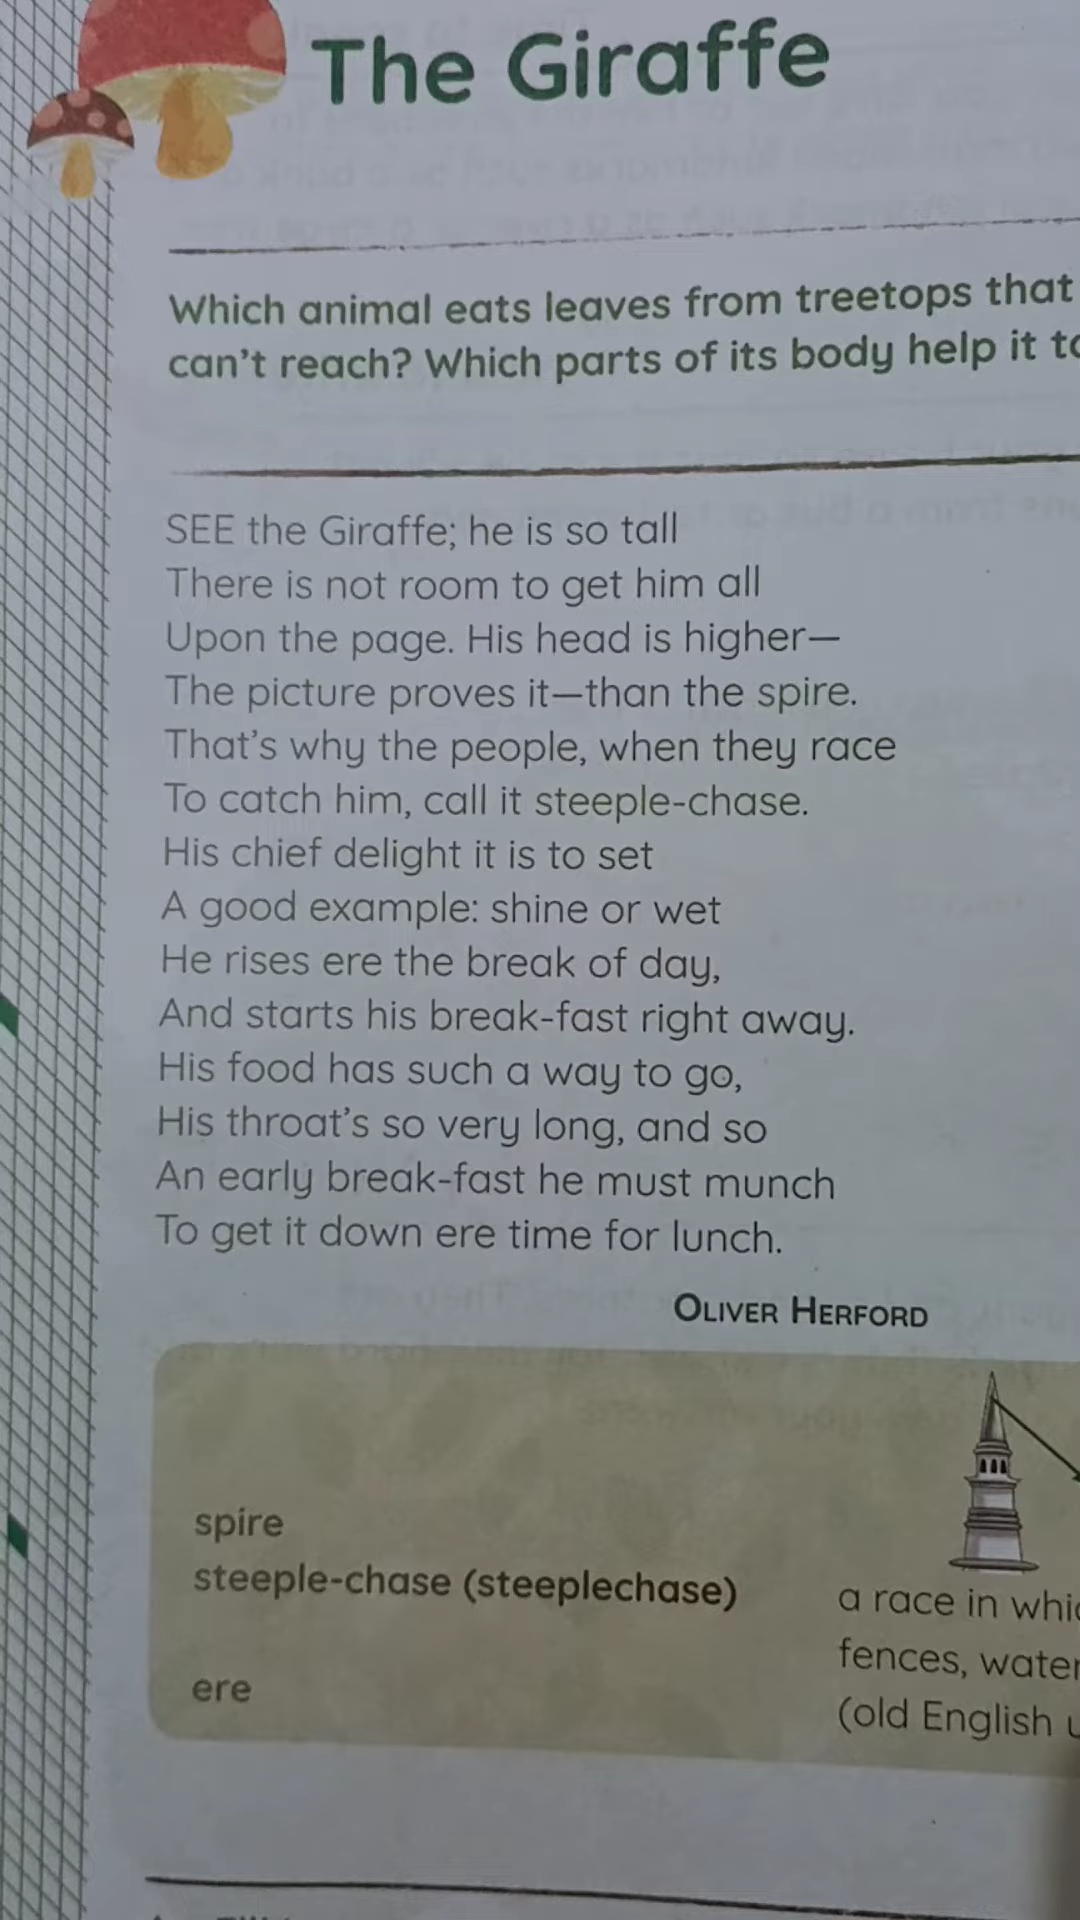 The Giraffe
Which animal eats leaves from treetops that
can't reach? Which parts of its body help it to
SEE the Giraffe; he is so tall
There is not room to get him all
Upon the page. His head is higher—
The picture proves it—than the spire.
That's why the people, when they race
To catch him, call it steeple-chase.
His chief delight it is to set
A good example: shine or wet
He rises ere the break of day,
And starts his break-fast right away.
His food has such a way to go,
His throat's so very long, and so
An early break-fast he must munch
To get it down ere time for lunch.
OLIVER HERFORD
spire
steeple-chase (steeplechase)
a race in
fences, water
ere
(old English